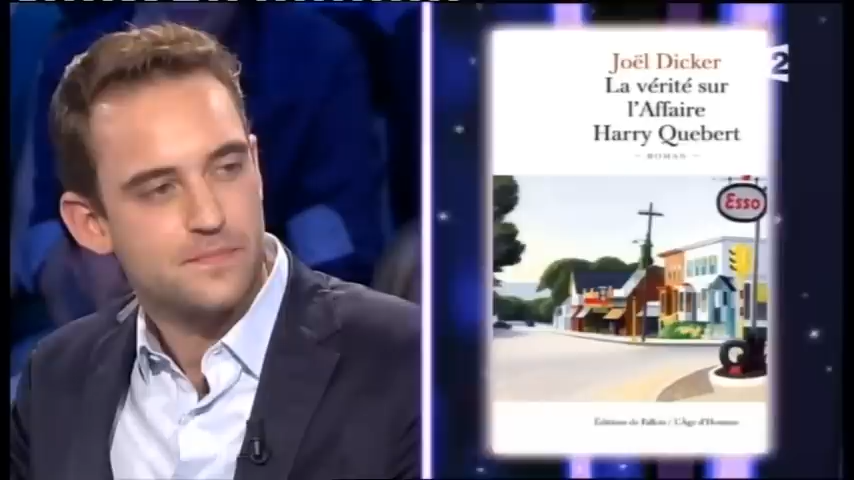 Joël Dicker
La vérité sur
l'Affaire
Harry Quebert
– ROMAN –
2
Esso
Éditions de Fallois / L'Âge d'Homme